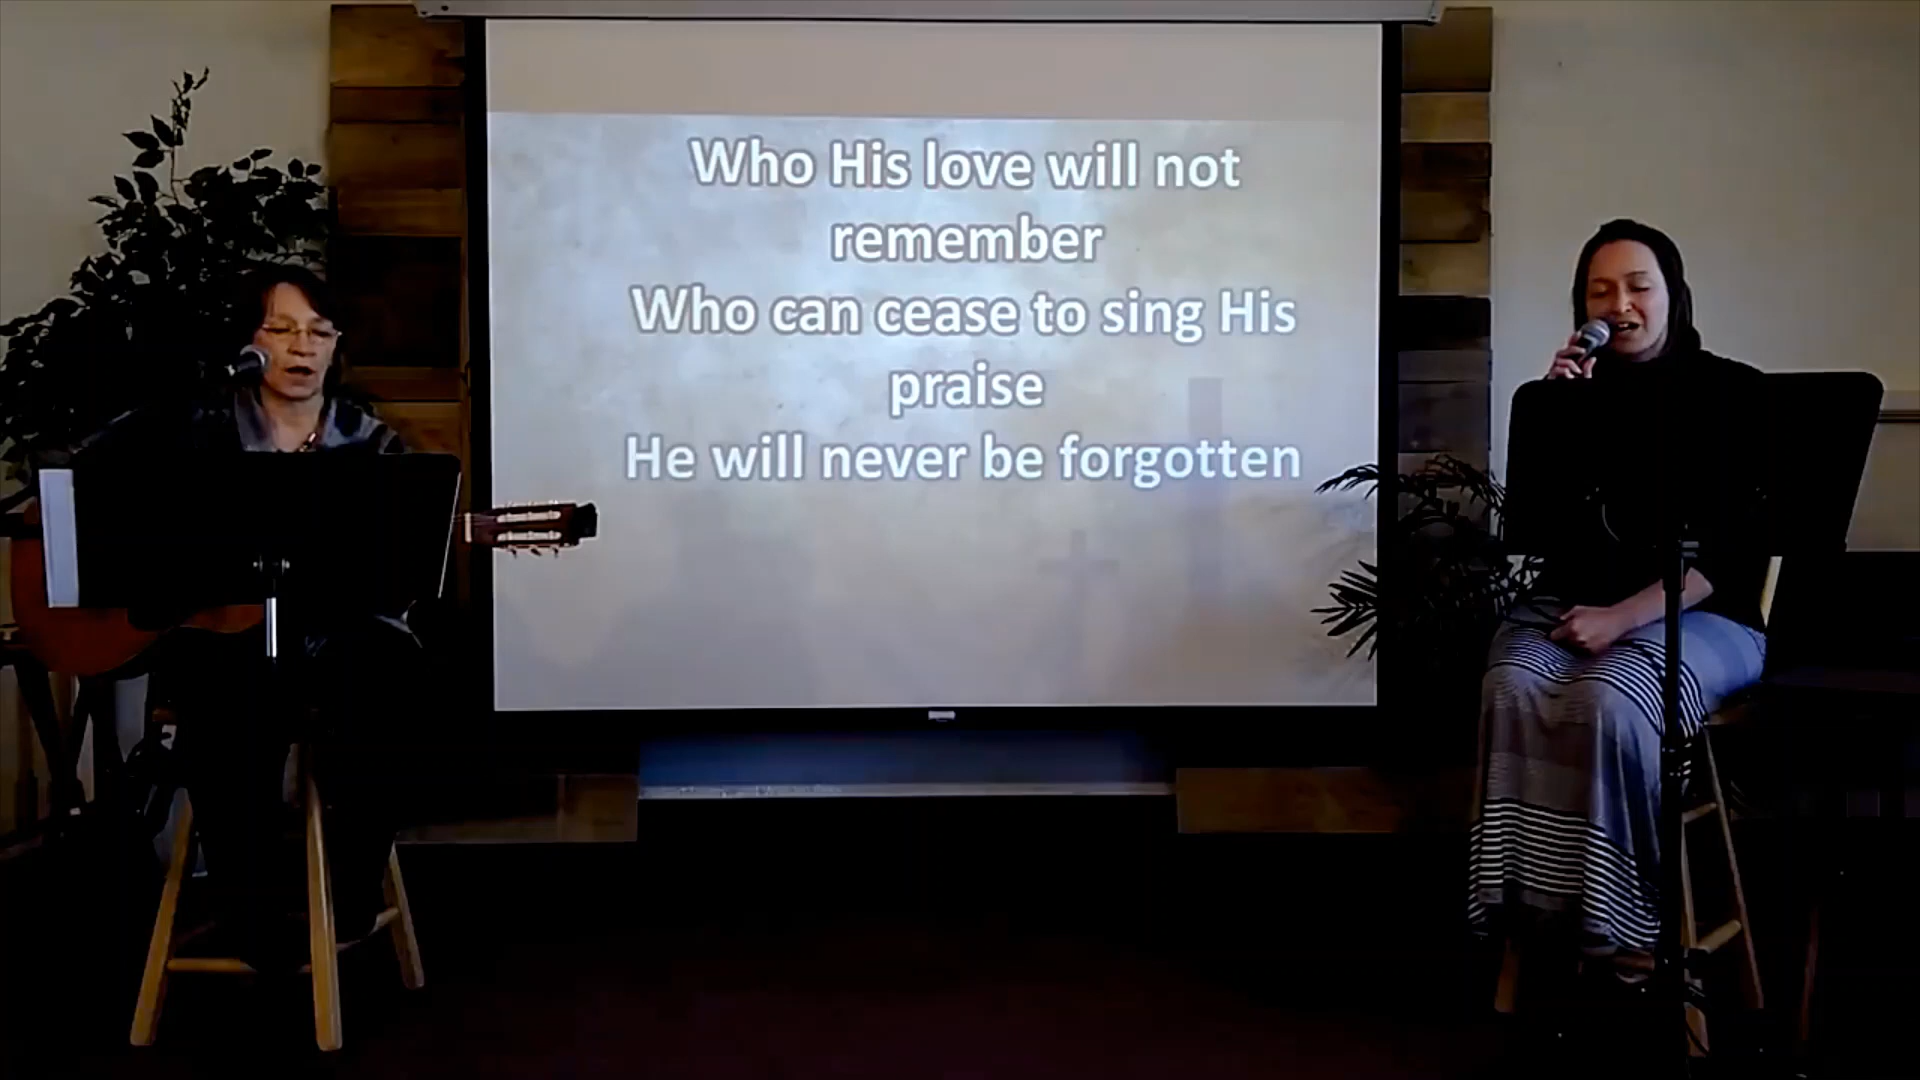 Who His love will not
remember
Who can cease to sing His
praise
He will never be forgotten